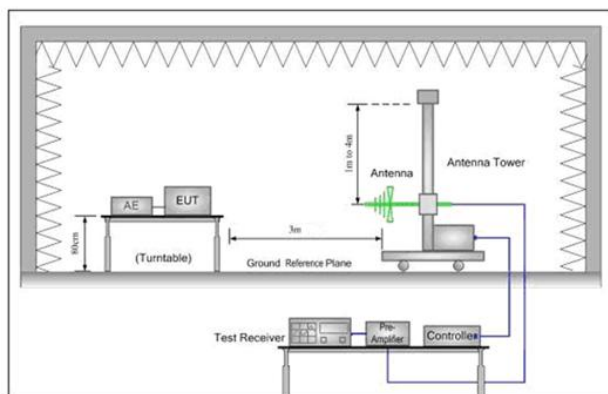 1m to 4m
Antenna
Antenna Tower
AE
EUT
80cm
(Turntable)
3m
Ground Reference Plane
Test Receiver
Pre-
Amplifier
Controller